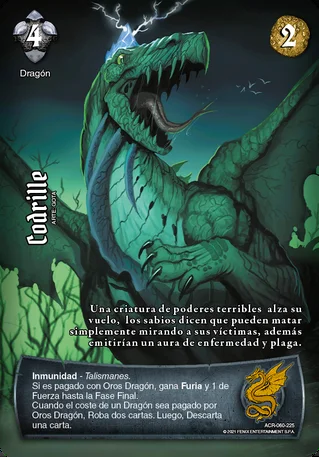 4
2
Dragón
Codrille
ARTE: GOTA
Una criatura de poderes terribles alza su
vuelo, los sabios dicen que pueden matar
simplemente mirando a sus víctimas, además
emitirían un aura de enfermedad y plaga.
Inmunidad - Talismanes.
Si es pagado con Oros Dragón, gana Furia y 1 de
Fuerza hasta la Fase Final.
Cuando el coste de un Dragón sea pagado por
Oros Dragón, Roba dos cartas. Luego, Descarta
una carta.
ACR-060-225
© 2021 FENIX ENTERTAINMENT S.P.A.